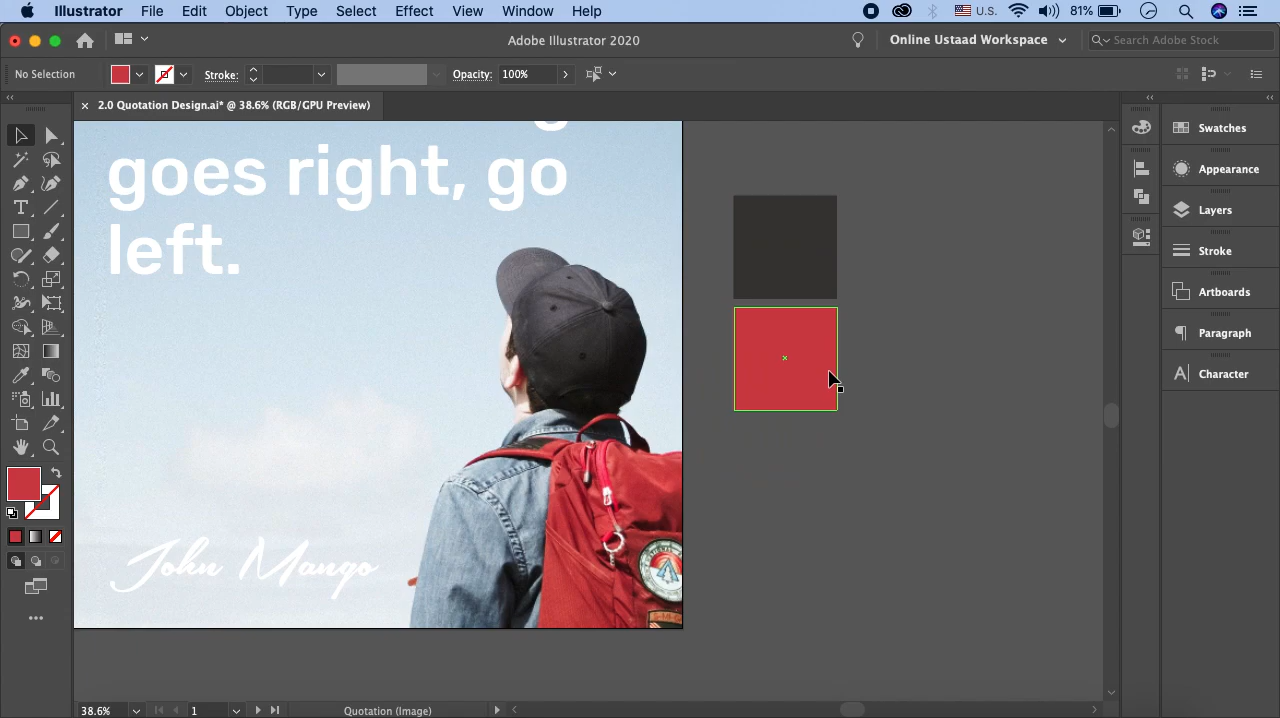 Illustrator File Edit Object Type Select Effect View Window Help U.S. 81%
Adobe Illustrator 2020 Online Ustaad Workspace Search Adobe Stock
No Selection Stroke: Opacity: 100%
× 2.0 Quotation Design.ai* @ 38.6% (RGB/GPU Preview)
goes right, go
left.
John Mango
Swatches
Appearance
Layers
Stroke
Artboards
Paragraph
Character
38.6% 1 Quotation (Image)